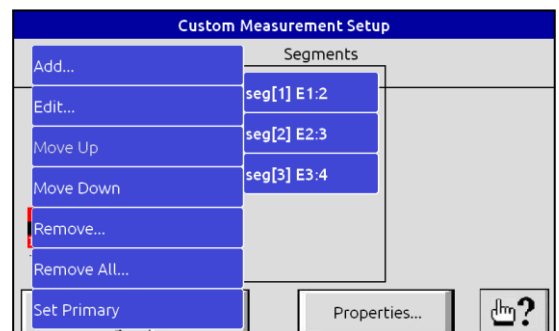 Custom Measurement Setup
Segments
Add...
Edit...
Move Up
Move Down
Remove...
Remove All...
Set Primary
seg[1] E1:2
seg[2] E2:3
seg[3] E3:4
Properties...
?